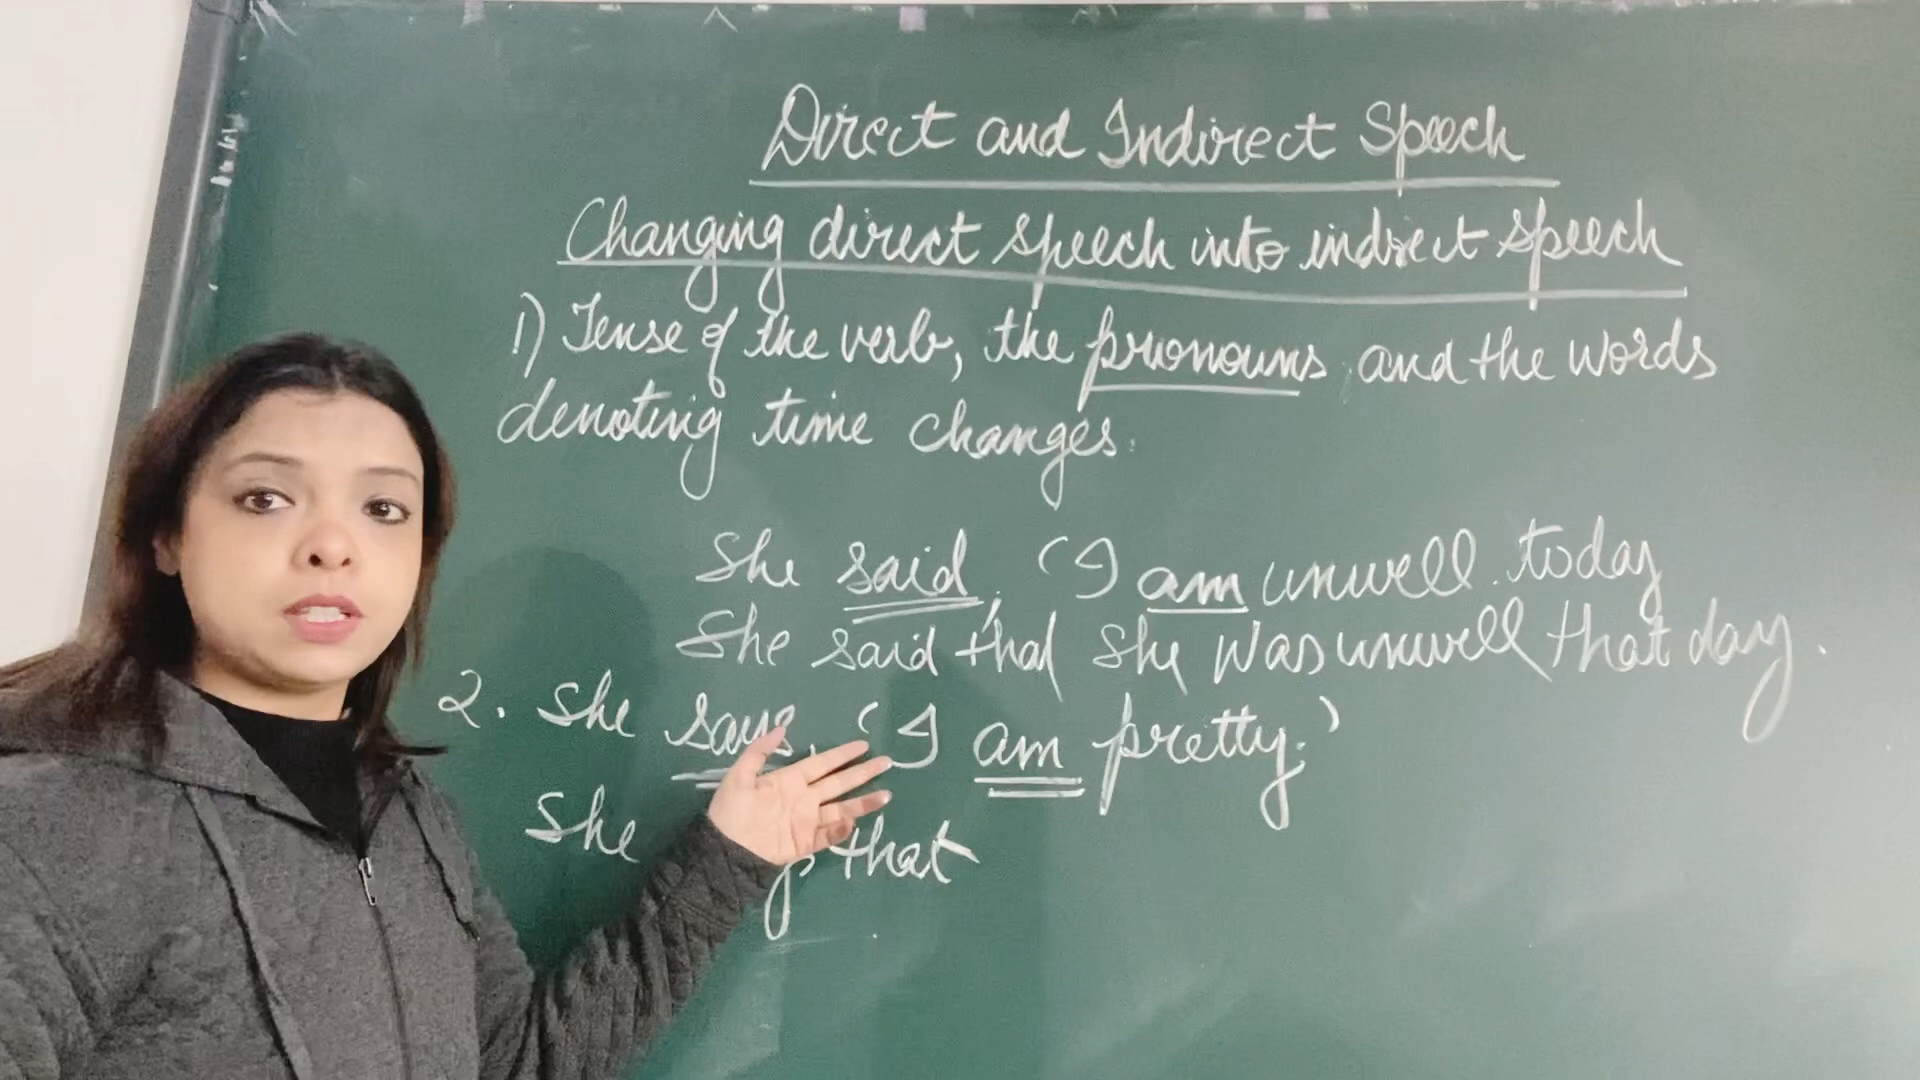 Direct and Indirect Speech
Changing direct speech into indirect speech
1) Tense of the verb, the pronouns and the words
denoting time changes.
She said, 'I am unwell today
She said that she was unwell that day.
2. She says, 'I am pretty.'
She that